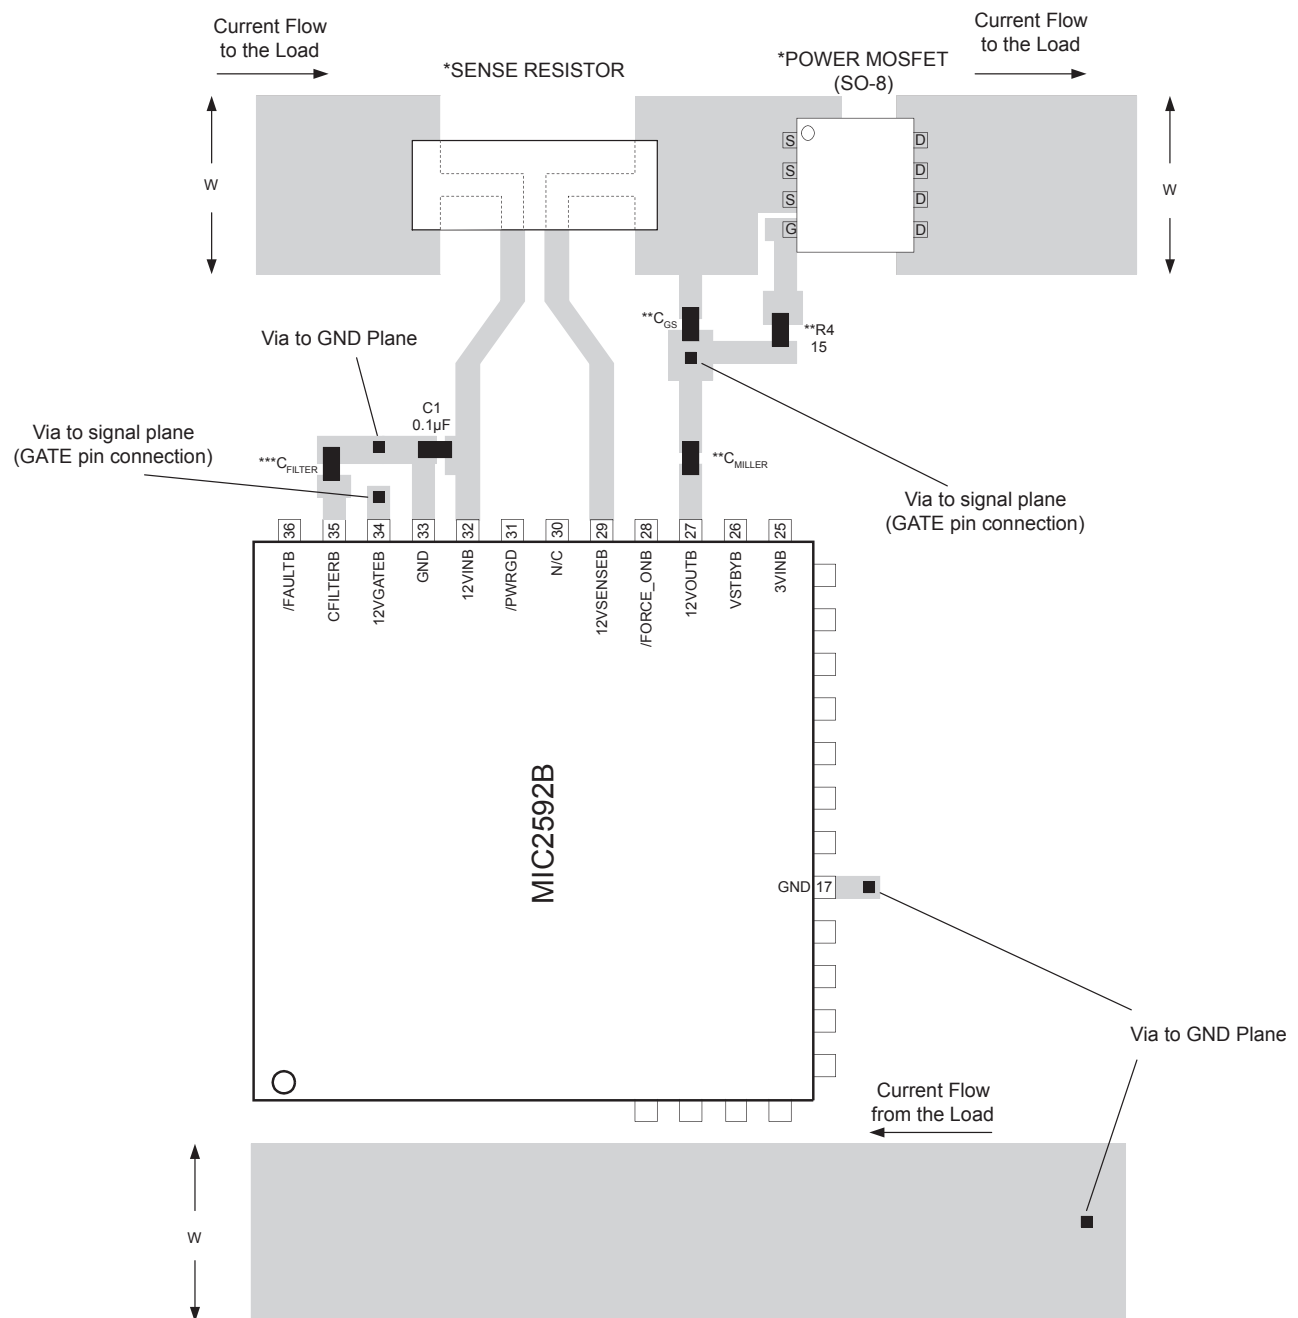 Current Flow
to the Load
*SENSE RESISTOR
*POWER MOSFET
(SO-8)
Current Flow
to the Load
W
S
S
S
G
D
D
D
D
W
**CGS
**R4
15
Via to GND Plane
C1
0.1µF
Via to signal plane
(GATE pin connection)
***CFILTER
**CMILLER
Via to signal plane
(GATE pin connection)
36
35
34
33
32
31
30
29
28
27
26
25
/FAULTB
CFILTERB
12VGATEB
GND
12VINB
/PWRGD
N/C
12VSENSEB
/FORCE_ONB
12VOUTB
VSTBYB
3VINB
MIC2592B
GND 17
Via to GND Plane
Current Flow
from the Load
W